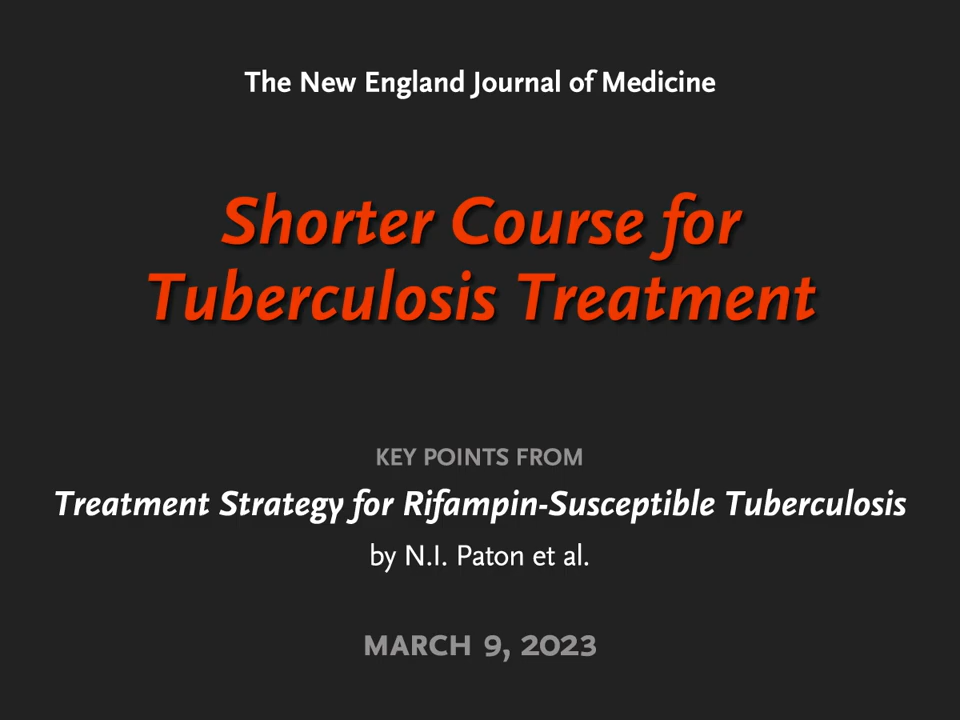 The New England Journal of Medicine
Shorter Course for
Tuberculosis Treatment
KEY POINTS FROM
Treatment Strategy for Rifampin-Susceptible Tuberculosis
by N.I. Paton et al.
MARCH 9, 2023